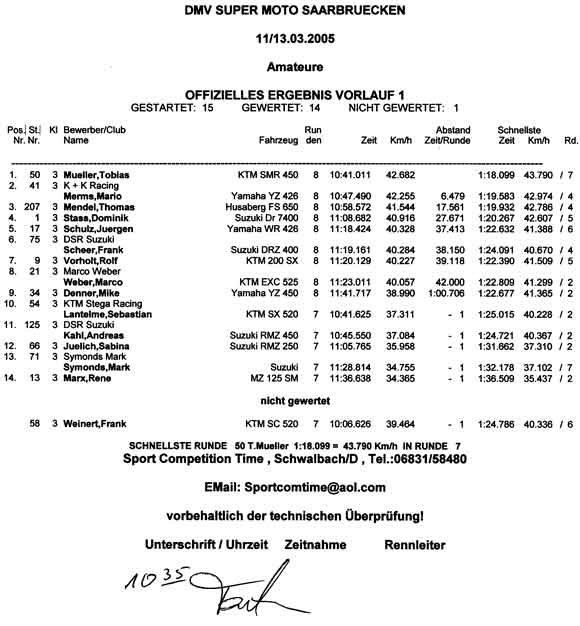 DMV SUPER MOTO SAARBRUECKEN
11/13.03.2005
Amateure
OFFIZIELLES ERGEBNIS VORLAUF 1
GESTARTET: 15 GEWERTET: 14 NICHT GEWERTET: 1
Pos. St. Kl Bewerber/Club Run Abstand Schnellste
Nr. Nr. Name Fahrzeug den Zeit Km/h Zeit/Runde Zeit Km/h Rd.
1. 50 3 Mueller,Tobias KTM SMR 450 8 10:41.011 42.682 1:18.099 43.790 / 7
2. 41 3 K + K Racing
Merms,Mario Yamaha YZ 426 8 10:47.490 42.255 6.479 1:19.583 42.974 / 4
3. 207 3 Mendel,Thomas Husaberg FS 650 8 10:58.572 41.544 17.561 1:19.932 42.786 / 4
4. 1 3 Stass,Dominik Suzuki Dr 7400 8 11:08.682 40.916 27.671 1:20.267 42.607 / 5
5. 17 3 Schulz,Juergen Yamaha WR 426 8 11:18.424 40.328 37.413 1:22.632 41.388 / 6
6. 75 3 DSR Suzuki
Scheer,Frank Suzuki DRZ 400 8 11:19.161 40.284 38.150 1:24.091 40.670 / 4
7. 9 3 Vorholt,Rolf KTM 200 SX 8 11:20.129 40.227 39.118 1:22.390 41.509 / 5
8. 21 3 Marco Weber
Weber,Marco KTM EXC 525 8 11:23.011 40.057 42.000 1:22.809 41.299 / 2
9. 34 3 Denner,Mike Yamaha YZ 450 8 11:41.717 38.990 1:00.706 1:22.677 41.365 / 2
10. 54 3 KTM Stega Racing
Lantelme,Sebastian KTM SX 520 7 10:41.625 37.311 - 1 1:25.015 40.228 / 2
11. 125 3 DSR Suzuki
Kahl,Andreas Suzuki RMZ 450 7 10:45.550 37.084 - 1 1:24.721 40.367 / 2
12. 66 3 Juelich,Sabina Suzuki RMZ 250 7 11:05.765 35.958 - 1 1:31.662 37.310 / 2
13. 71 3 Symonds Mark
Symonds,Mark Suzuki 7 11:28.814 34.755 - 1 1:32.178 37.102 / 7
14. 13 3 Marx,Rene MZ 125 SM 7 11:36.638 34.365 - 1 1:36.509 35.437 / 2
nicht gewertet
58 3 Weinert,Frank KTM SC 520 7 10:06.626 39.464 - 1 1:24.786 40.336 / 6
SCHNELLSTE RUNDE 50 T.Mueller 1:18.099 = 43.790 Km/h IN RUNDE 7
Sport Competition Time , Schwalbach/D , Tel.:06831/58480
EMail: Sportcomtime@aol.com
vorbehaltlich der technischen Überprüfung!
Unterschrift / Uhrzeit Zeitnahme Rennleiter
10 35